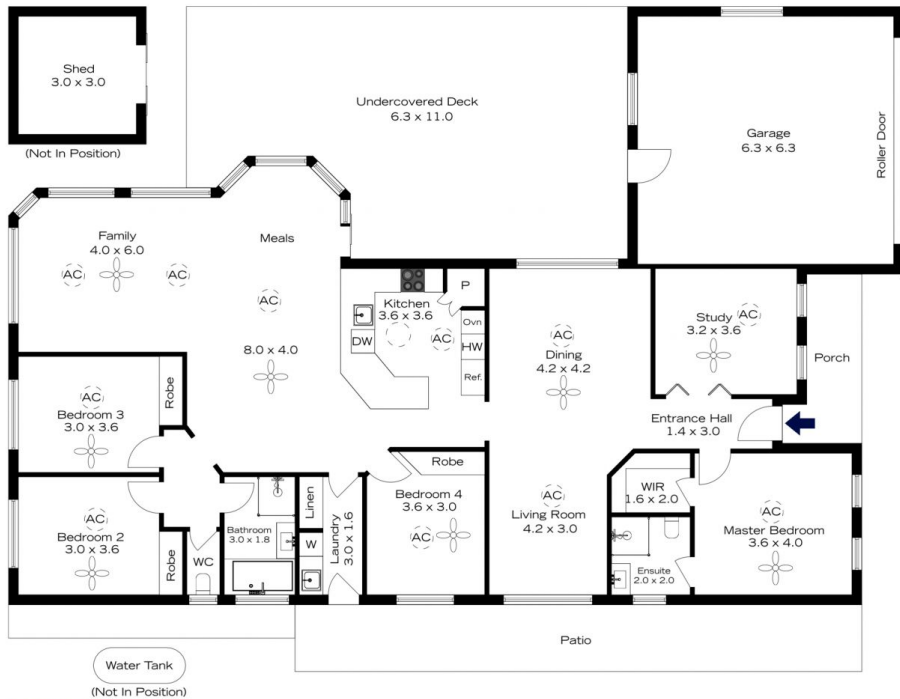 Shed
3.0 x 3.0
(Not In Position)
Undercovered Deck
6.3 x 11.0
Garage
6.3 x 6.3
Roller Door
Family
4.0 x 6.0
AC
AC
Meals
AC
8.0 x 4.0
Kitchen
3.6 x 3.6
AC
DW
P
Ovn
HW
Ref.
AC
Dining
4.2 x 4.2
Study
3.2 x 3.6
AC
Porch
Entrance Hall
1.4 x 3.0
AC
Bedroom 3
3.0 x 3.6
Robe
AC
Bedroom 2
3.0 x 3.6
Robe
WC
Bathroom
3.0 x 1.8
Linen
W
Laundry
3.0 x 1.6
Robe
Bedroom 4
3.6 x 3.0
AC
AC
Living Room
4.2 x 3.0
WIR
1.6 x 2.0
Ensuite
2.0 x 2.0
AC
Master Bedroom
3.6 x 4.0
Patio
Water Tank
(Not In Position)